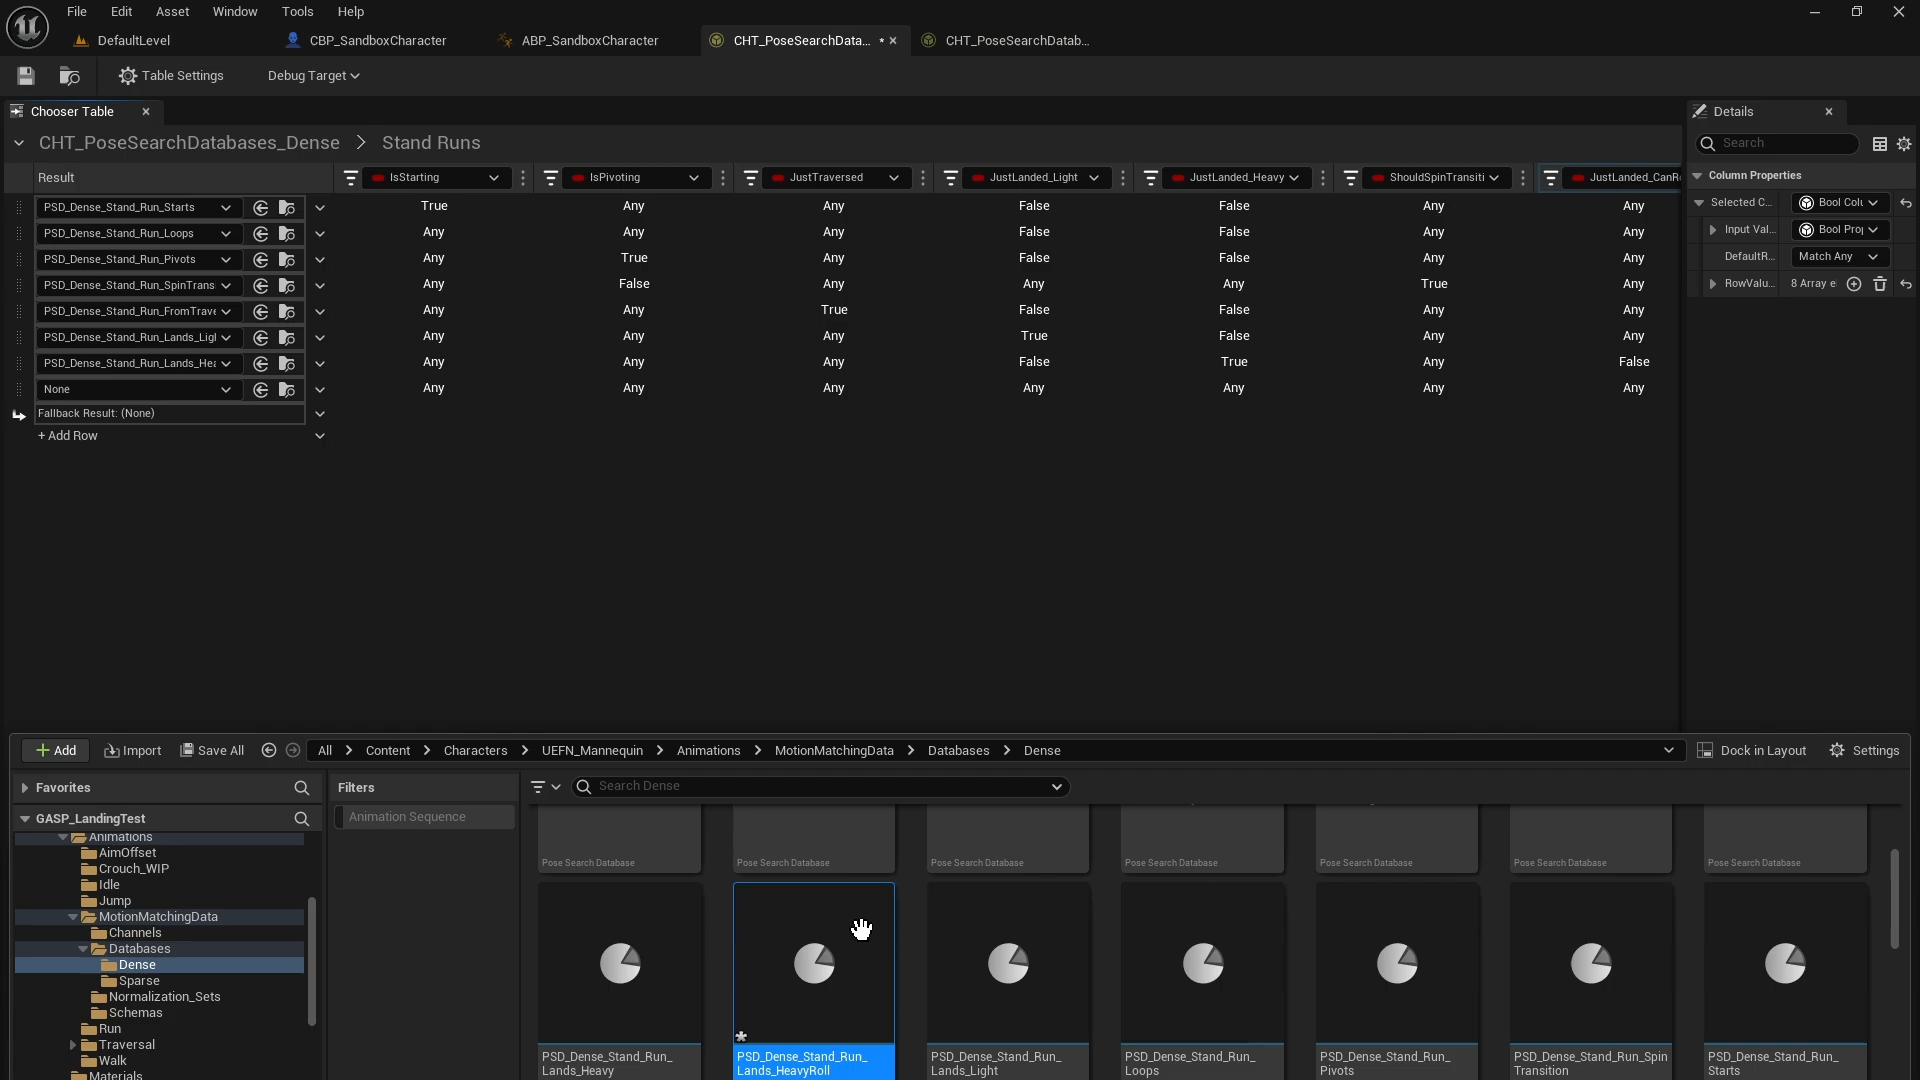 File Edit Asset Window Tools Help
DefaultLevel CBP_SandboxCharacter ABP_SandboxCharacter CHT_PoseSearchData... * CHT_PoseSearchDatab...
Table Settings Debug Target
Chooser Table
CHT_PoseSearchDatabases_Dense > Stand Runs
Result IsStarting IsPivoting JustTraversed JustLanded_Light JustLanded_Heavy ShouldSpinTransiti JustLanded_CanR
PSD_Dense_Stand_Run_Starts True Any Any False False Any Any
PSD_Dense_Stand_Run_Loops Any Any Any False False Any Any
PSD_Dense_Stand_Run_Pivots Any True Any False False Any Any
PSD_Dense_Stand_Run_SpinTrans Any False Any Any Any True Any
PSD_Dense_Stand_Run_FromTrave Any Any True False False Any Any
PSD_Dense_Stand_Run_Lands_Ligl Any Any Any True False Any Any
PSD_Dense_Stand_Run_Lands_Hea Any Any Any False True Any False
None Any Any Any Any Any Any Any
Fallback Result: (None)
+ Add Row
Details
Search
Column Properties
Selected C... Bool Colu
Input Val... Bool Proj
DefaultR... Match Any
RowValu... 8 Array e
+ Add Import Save All All > Content > Characters > UEFN_Mannequin > Animations > MotionMatchingData > Databases > Dense Dock in Layout Settings
Favorites
GASP_LandingTest
Animations
AimOffset
Crouch_WIP
Idle
Jump
MotionMatchingData
Channels
Databases
Dense
Sparse
Normalization_Sets
Schemas
Run
Traversal
Walk
Materials
Filters
Animation Sequence
Search Dense
Pose Search Database Pose Search Database Pose Search Database Pose Search Database Pose Search Database Pose Search Database Pose Search Database
PSD_Dense_Stand_Run_
Lands_Heavy
PSD_Dense_Stand_Run_
Lands_HeavyRoll
PSD_Dense_Stand_Run_
Lands_Light
PSD_Dense_Stand_Run_
Loops
PSD_Dense_Stand_Run_
Pivots
PSD_Dense_Stand_Run_Spin
Transition
PSD_Dense_Stand_Run_
Starts